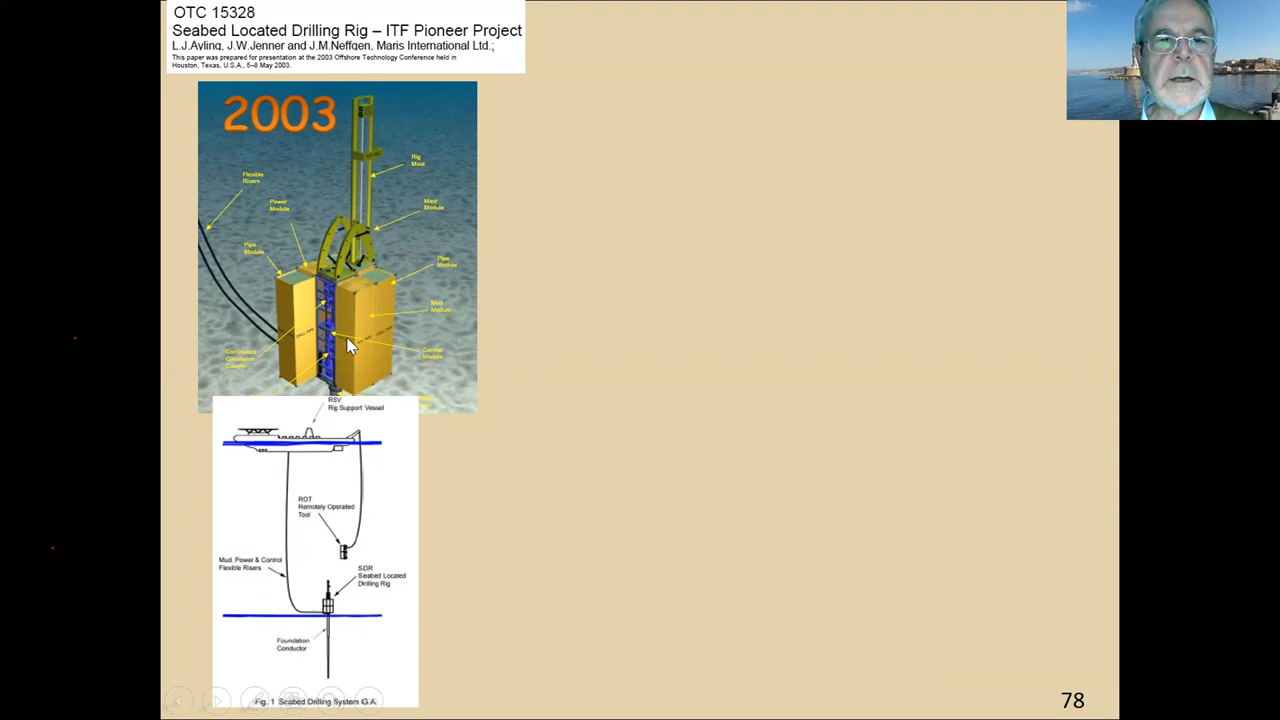 OTC 15328
Seabed Located Drilling Rig – ITF Pioneer Project
L.J.Ayling, J.W.Jenner and J.M.Neffgen, Maris International Ltd.;
This paper was prepared for presentation at the 2003 Offshore Technology Conference held in
Houston, Texas, U.S.A., 5–8 May 2003.
2003
Rig
Mast
Flexible
Risers
Power
Module
Mast
Module
Pipe
Module
Pipe
Module
Mud
Module
Continuous
Circulation
Control
Module
RSV
Rig Support Vessel
ROT
Remotely Operated
Tool
Mud, Power & Control
Flexible Risers
SDR
Seabed Located
Drilling Rig
Foundation
Conductor
Fig. 1 Seabed Drilling System G.A.
78